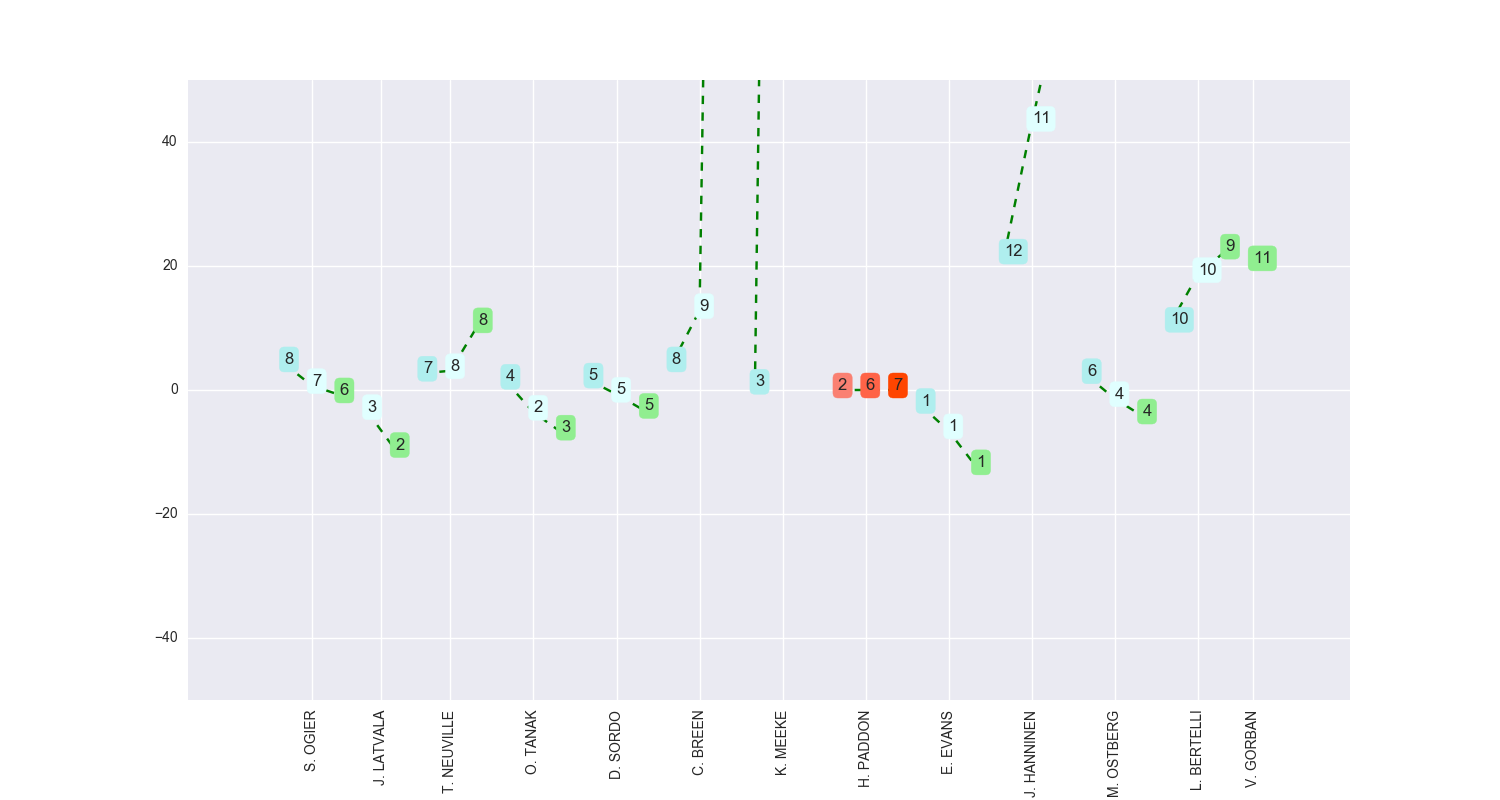 40
20
0
−20
−40
8 7 6
3 2
7 8 8
4 2 3
5 5 5
8 9
3
2 6 7
1 1 1
12 11
6 4 4
10 10 9
11
S. OGIER
J. LATVALA
T. NEUVILLE
O. TANAK
D. SORDO
C. BREEN
K. MEEKE
H. PADDON
E. EVANS
J. HANNINEN
M. OSTBERG
L. BERTELLI
V. GORBAN